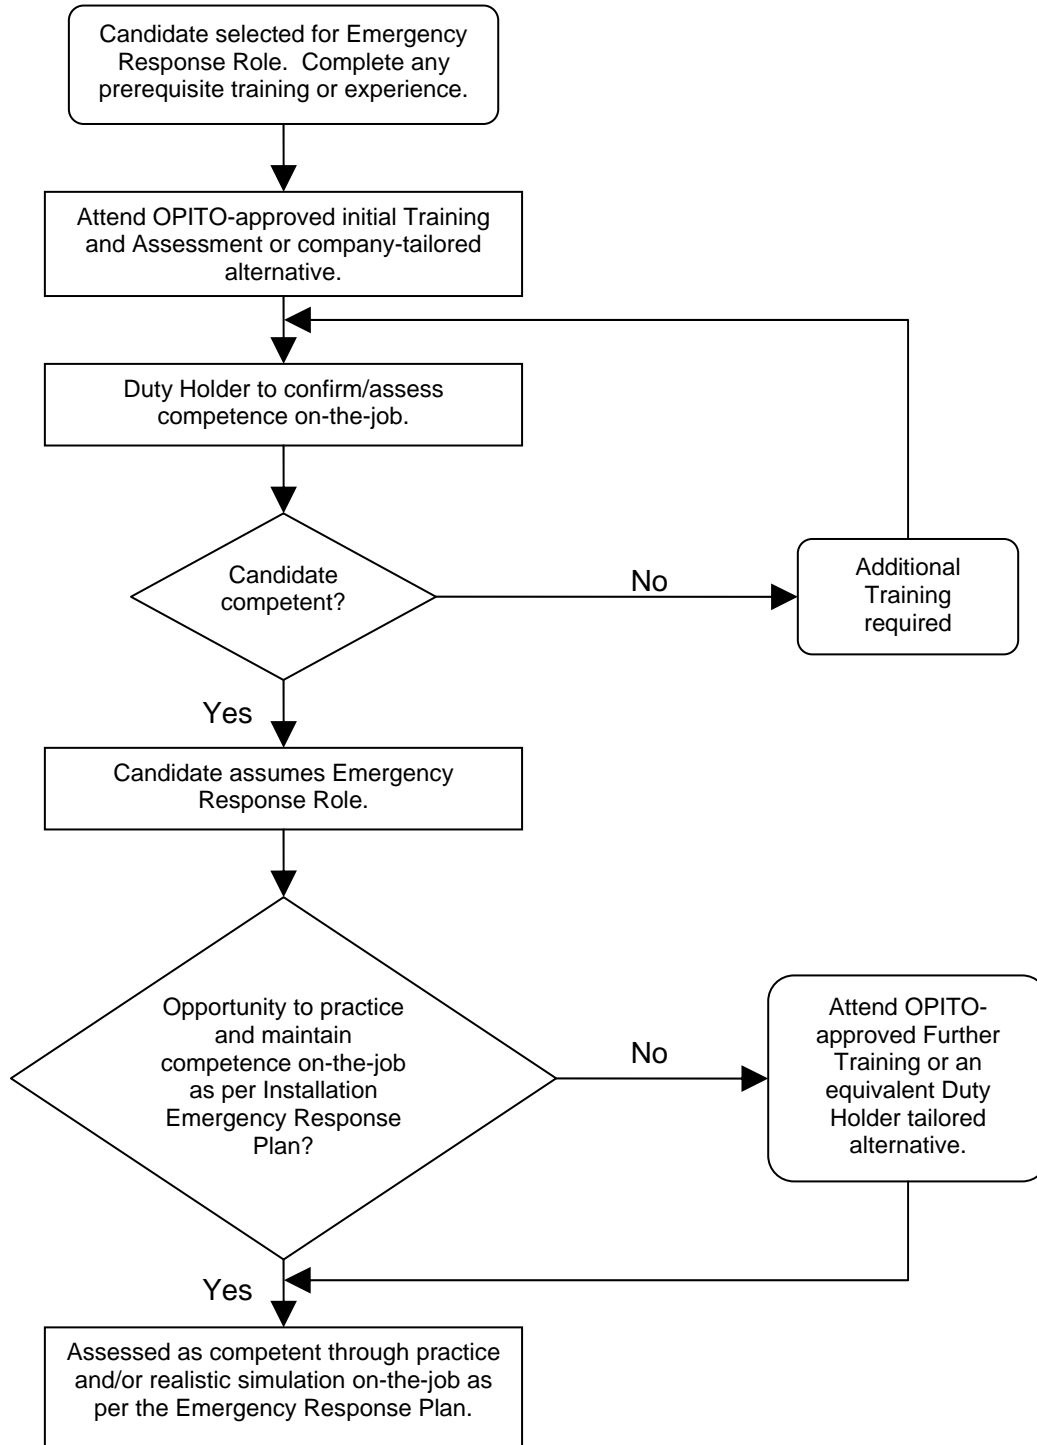 Candidate selected for Emergency
Response Role.  Complete any
prerequisite training or experience.
Attend OPITO-approved initial Training
and Assessment or company-tailored
alternative.
Duty Holder to confirm/assess
competence on-the-job.
Candidate
competent?
No
Additional
Training
required
Yes
Candidate assumes Emergency
Response Role.
Opportunity to practice
and maintain
competence on-the-job
as per Installation
Emergency Response
Plan?
No
Attend OPITO-
approved Further
Training or an
equivalent Duty
Holder tailored
alternative.
Yes
Assessed as competent through practice
and/or realistic simulation on-the-job as
per the Emergency Response Plan.